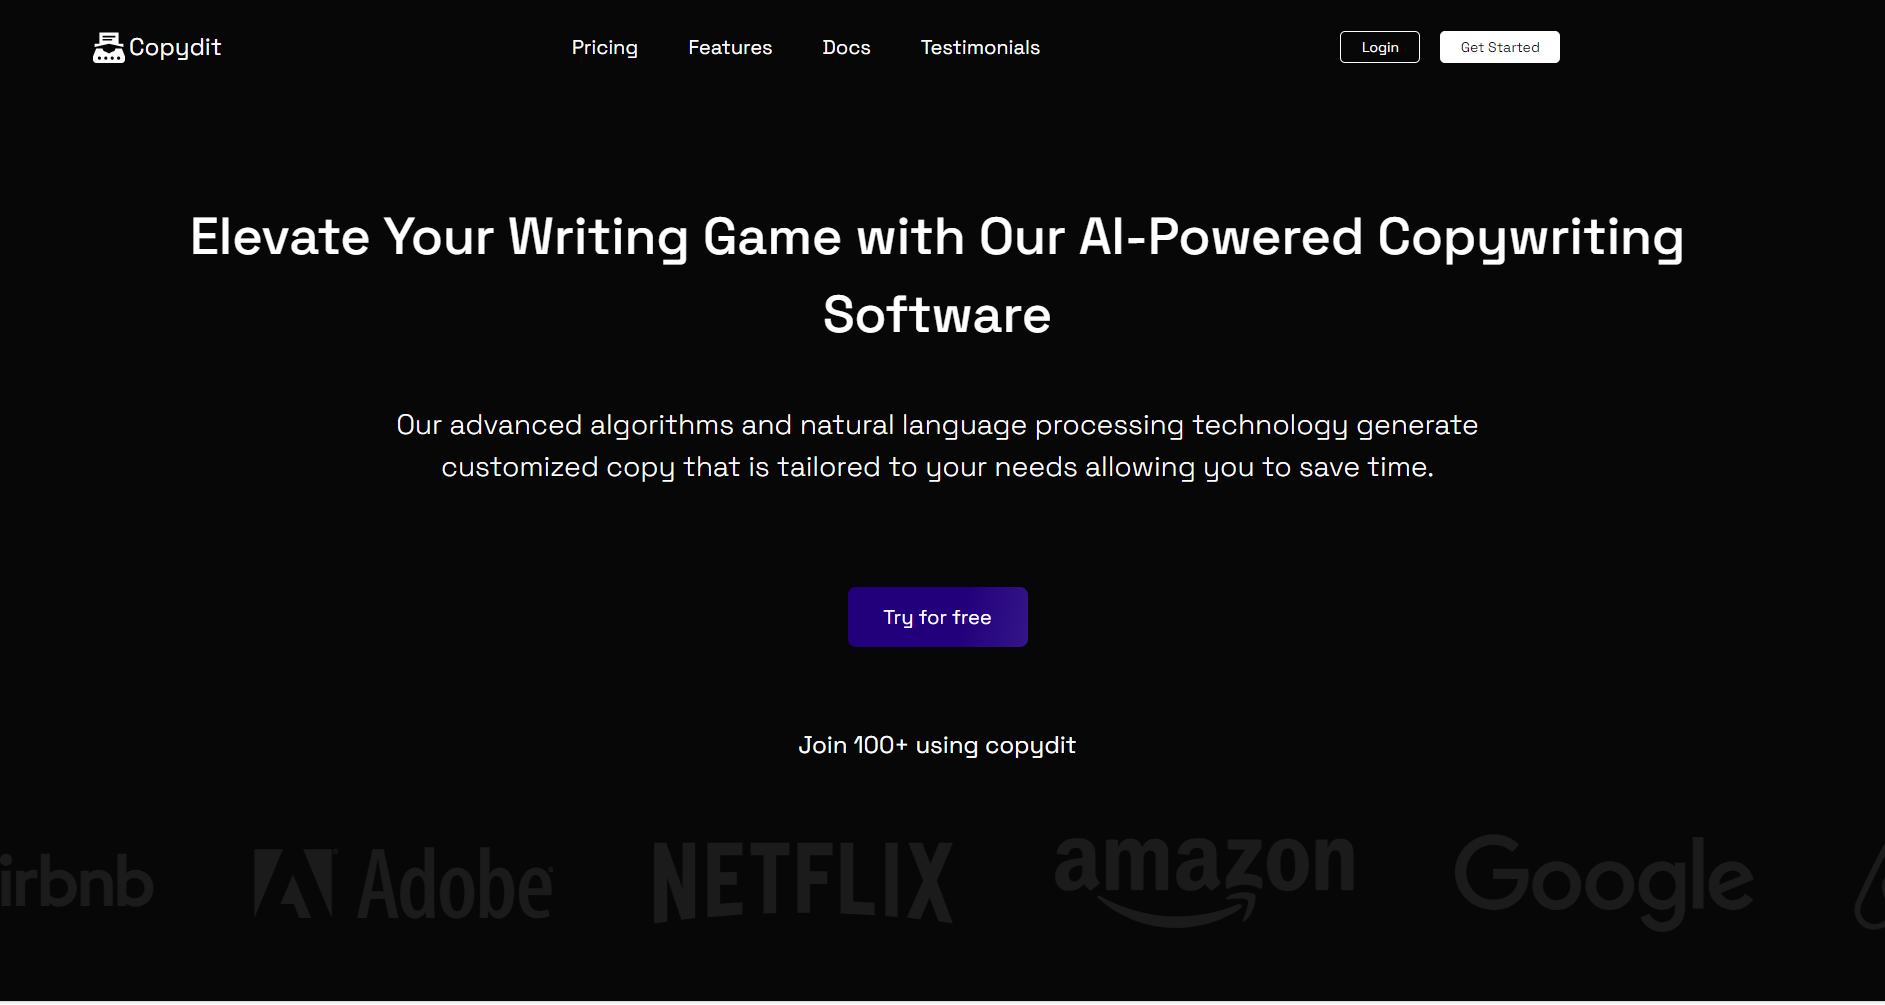 Copydit
Pricing Features Docs Testimonials
Login Get Started
Elevate Your Writing Game with Our AI-Powered Copywriting
Software
Our advanced algorithms and natural language processing technology generate
customized copy that is tailored to your needs allowing you to save time.
Try for free
Join 100+ using copydit
irbnb Adobe NETFLIX amazon Google